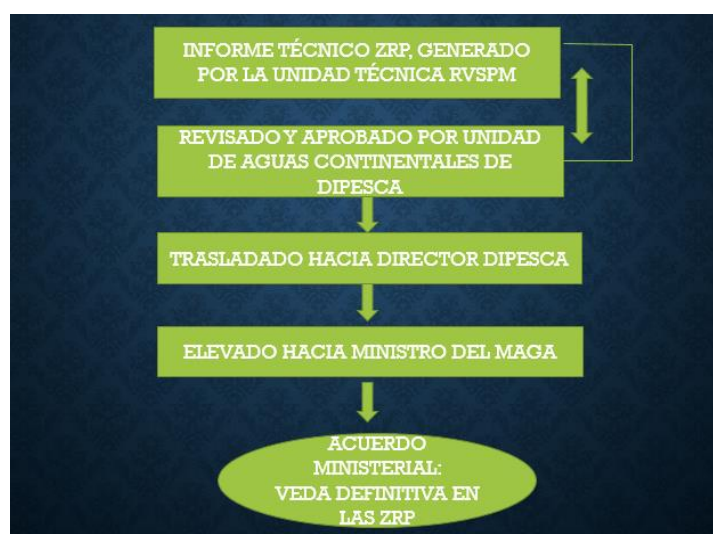 INFORME TÉCNICO ZRP, GENERADO
POR LA UNIDAD TÉCNICA RVSPM
REVISADO Y APROBADO POR UNIDAD
DE AGUAS CONTINENTALES DE
DIPESCA
TRASLADADO HACIA DIRECTOR DIPESCA
ELEVADO HACIA MINISTRO DEL MAGA
ACUERDO
MINISTERIAL:
VEDA DEFINITIVA EN
LAS ZRP